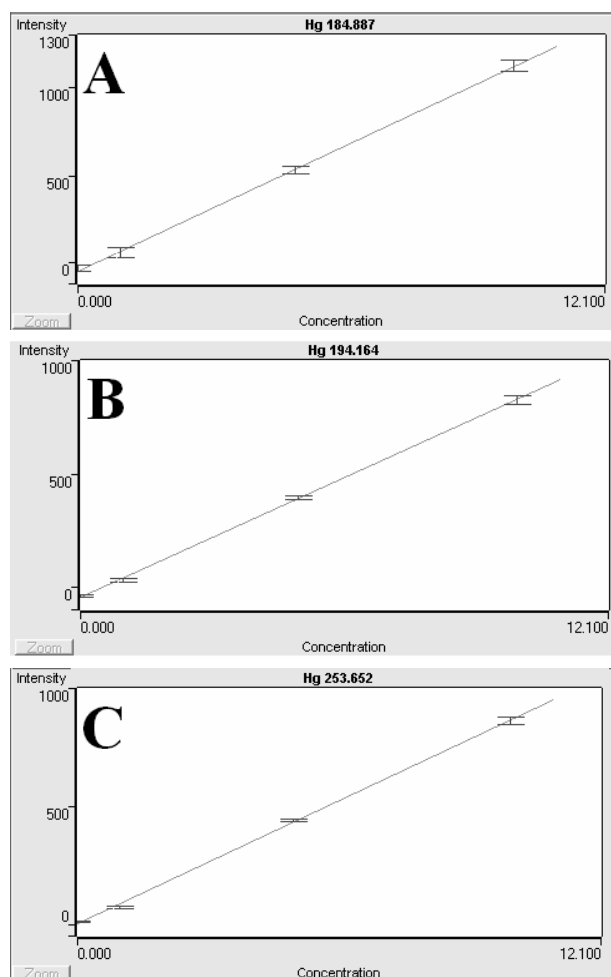 Intensity Hg 184.887
1300
A
1000
500
0
0.000 12.100
Zoom Concentration
Intensity Hg 194.164
1000
B
500
0
0.000 12.100
Zoom Concentration
Intensity Hg 253.652
1000
C
500
0
0.000 12.100
Zoom Concentration